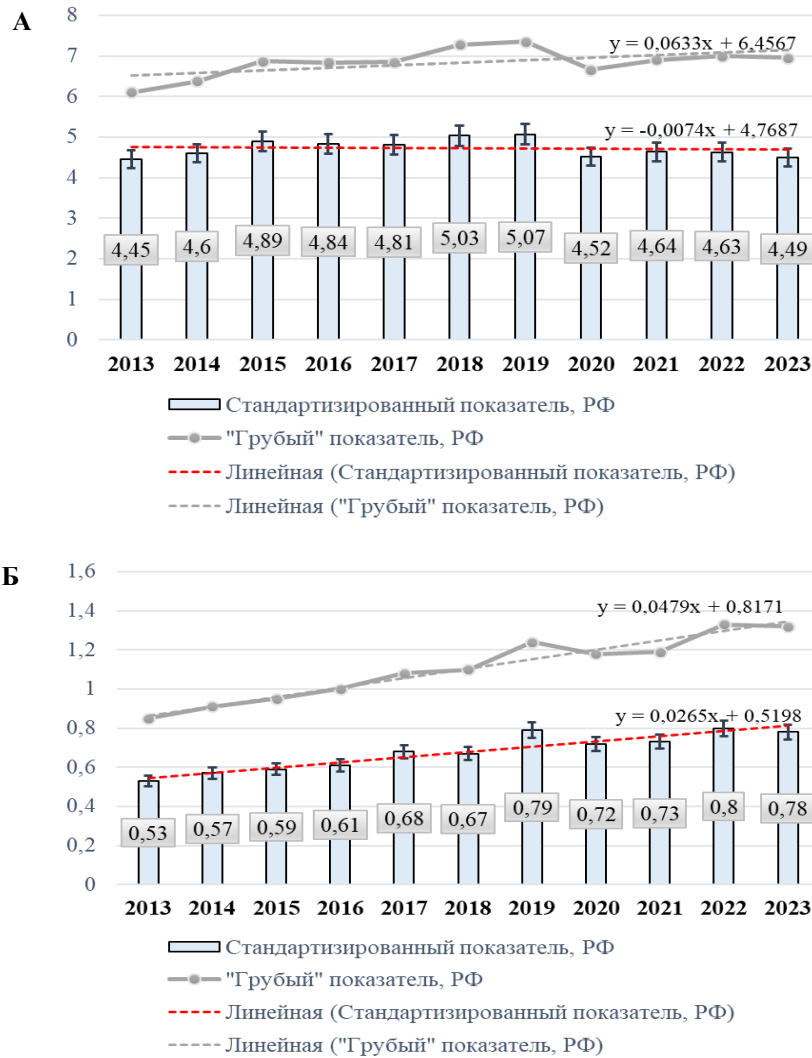 А
8
7
6
5
4
3
2
1
0
y = 0,0633x + 6,4567
y = -0,0074x + 4,7687
4,45 4,6 4,89 4,84 4,81 5,03 5,07 4,52 4,64 4,63 4,49
2013 2014 2015 2016 2017 2018 2019 2020 2021 2022 2023
Стандартизированный показатель, РФ
"Грубый" показатель, РФ
Линейная (Стандартизированный показатель, РФ)
Линейная ("Грубый" показатель, РФ)
Б
1,6
1,4
1,2
1
0,8
0,6
0,4
0,2
0
y = 0,0479x + 0,8171
y = 0,0265x + 0,5198
0,53 0,57 0,59 0,61 0,68 0,67 0,79 0,72 0,73 0,8 0,78
2013 2014 2015 2016 2017 2018 2019 2020 2021 2022 2023
Стандартизированный показатель, РФ
"Грубый" показатель, РФ
Линейная (Стандартизированный показатель, РФ)
Линейная ("Грубый" показатель, РФ)